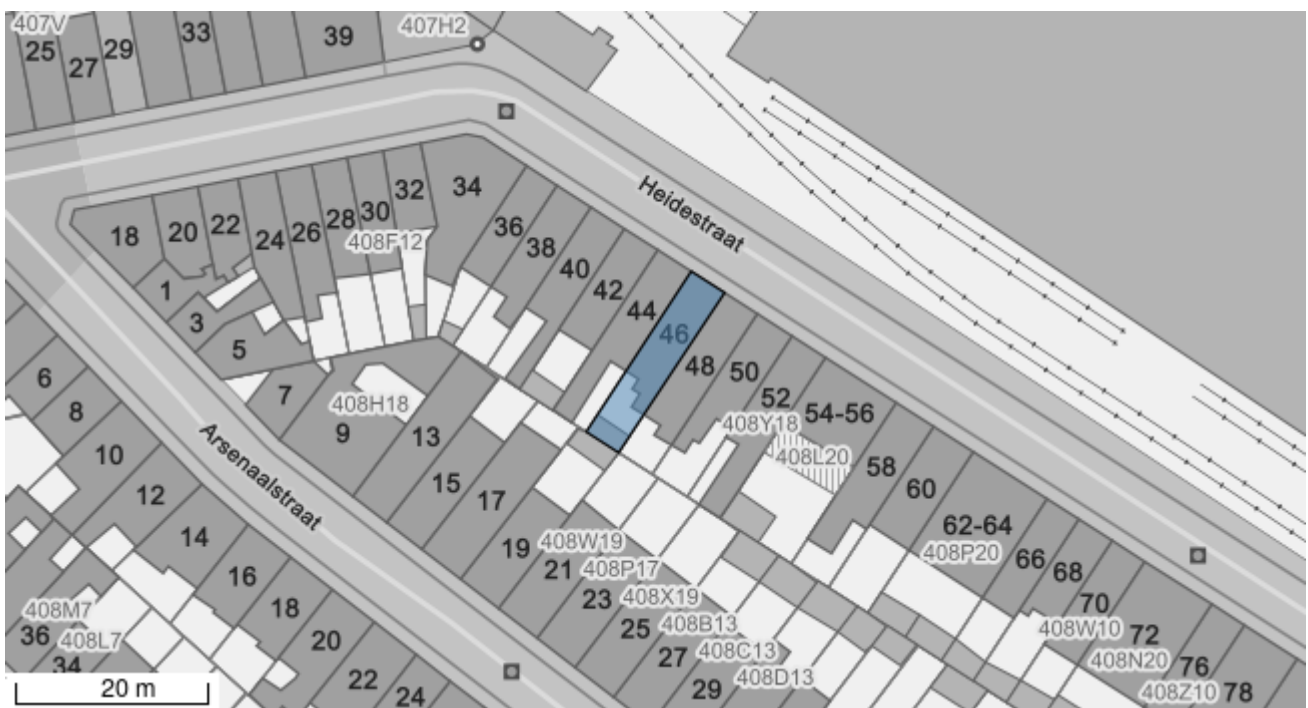 407V
25
27
29
33
39
407H2
18
20
22
24
26
28
30
32
34
408F12
36
38
40
42
44
46
48
50
52
54-56
58
60
62-64
66
68
70
72
76
78
Heidestraat
408Y18
408L20
408P20
408W10
408N20
408Z10
1
3
5
7
9
408H18
13
15
17
19
21
23
25
27
29
408W19
408P17
408X19
408B13
408C13
408D13
Arsenaalstraat
6
8
10
12
14
16
18
20
22
24
408M7
36
408L7
34
20 m